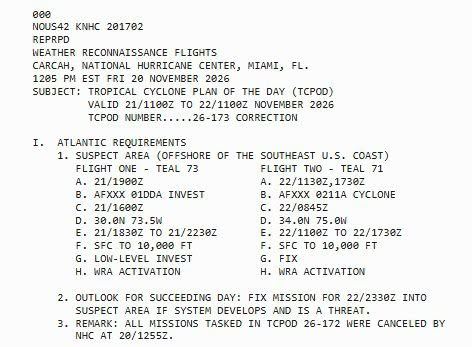 000
NOUS42 KNHC 201702
REPRPD
WEATHER RECONNAISSANCE FLIGHTS
CARCAH, NATIONAL HURRICANE CENTER, MIAMI, FL.
1205 PM EST FRI 20 NOVEMBER 2026
SUBJECT: TROPICAL CYCLONE PLAN OF THE DAY (TCPOD)
VALID 21/1100Z TO 22/1100Z NOVEMBER 2026
TCPOD NUMBER.....26-173 CORRECTION
I. ATLANTIC REQUIREMENTS
1. SUSPECT AREA (OFFSHORE OF THE SOUTHEAST U.S. COAST)
FLIGHT ONE - TEAL 73 FLIGHT TWO - TEAL 71
A. 21/1900Z A. 22/1130Z,1730Z
B. AFXXX 01DDA INVEST B. AFXXX 0211A CYCLONE
C. 21/1600Z C. 22/0845Z
D. 30.0N 73.5W D. 34.0N 75.0W
E. 21/1830Z TO 21/2230Z E. 22/1100Z TO 22/1730Z
F. SFC TO 10,000 FT F. SFC TO 10,000 FT
G. LOW-LEVEL INVEST G. FIX
H. WRA ACTIVATION H. WRA ACTIVATION
2. OUTLOOK FOR SUCCEEDING DAY: FIX MISSION FOR 22/2330Z INTO
SUSPECT AREA IF SYSTEM DEVELOPS AND IS A THREAT.
3. REMARK: ALL MISSIONS TASKED IN TCPOD 26-172 WERE CANCELED BY
NHC AT 20/1255Z.